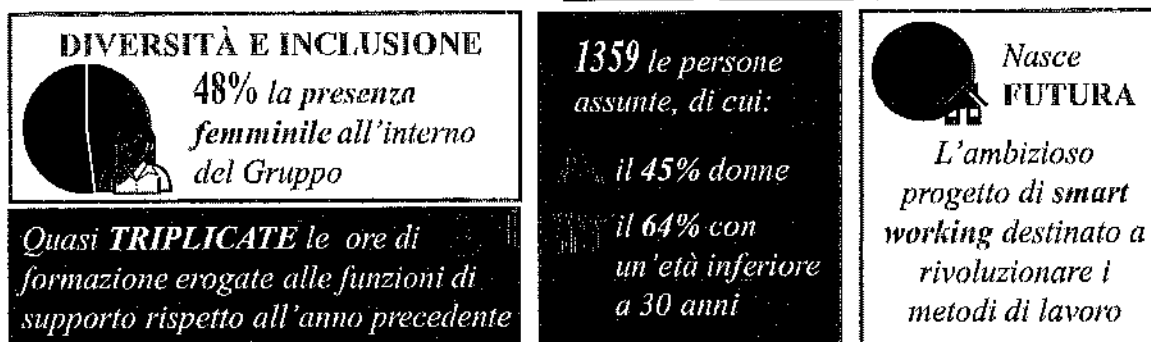 DIVERSITÀ E INCLUSIONE
48% la presenza
femminile all'interno
del Gruppo
Quasi TRIPLICATE le ore di
formazione erogate alle funzioni di
supporto rispetto all'anno precedente
1359 le persone
assunte, di cui:
il 45% donne
il 64% con
un'età inferiore
a 30 anni
Nasce
FUTURA
L'ambizioso
progetto di smart
working destinato a
rivoluzionare i
metodi di lavoro